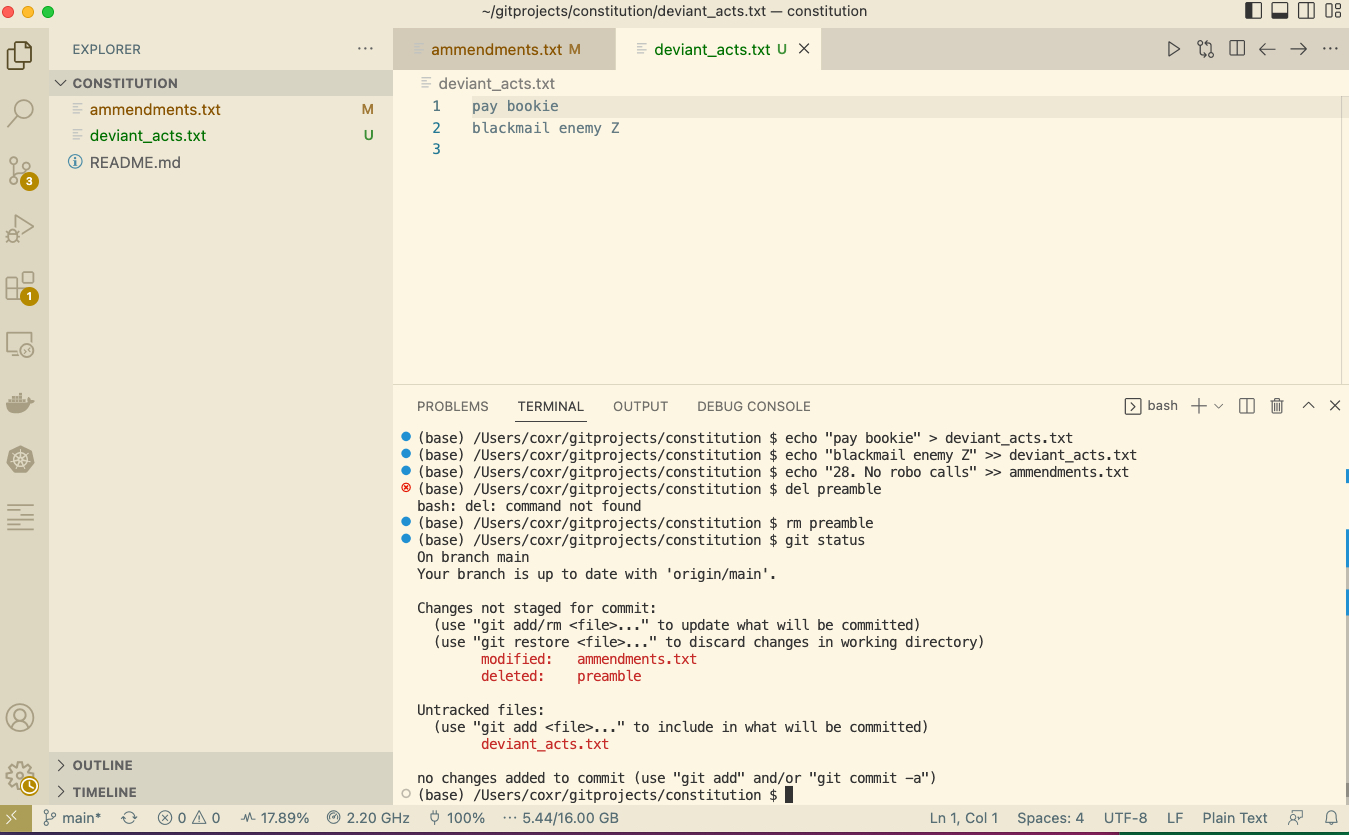 ~/gitprojects/constitution/deviant_acts.txt — constitution
EXPLORER
ammendments.txt M
deviant_acts.txt U
CONSTITUTION
ammendments.txt M
deviant_acts.txt U
README.md
deviant_acts.txt
1 pay bookie
2 blackmail enemy Z
3
3
1
PROBLEMS TERMINAL OUTPUT DEBUG CONSOLE bash
(base) /Users/coxr/gitprojects/constitution $ echo "pay bookie" > deviant_acts.txt
(base) /Users/coxr/gitprojects/constitution $ echo "blackmail enemy Z" >> deviant_acts.txt
(base) /Users/coxr/gitprojects/constitution $ echo "28. No robo calls" >> ammendments.txt
(base) /Users/coxr/gitprojects/constitution $ del preamble
bash: del: command not found
(base) /Users/coxr/gitprojects/constitution $ rm preamble
(base) /Users/coxr/gitprojects/constitution $ git status
On branch main
Your branch is up to date with 'origin/main'.
Changes not staged for commit:
(use "git add/rm <file>..." to update what will be committed)
(use "git restore <file>..." to discard changes in working directory)
modified: ammendments.txt
deleted: preamble
Untracked files:
(use "git add <file>..." to include in what will be committed)
deviant_acts.txt
no changes added to commit (use "git add" and/or "git commit -a")
(base) /Users/coxr/gitprojects/constitution $
OUTLINE
TIMELINE
main* 0 0 17.89% 2.20 GHz 100% 5.44/16.00 GB Ln 1, Col 1 Spaces: 4 UTF-8 LF Plain Text